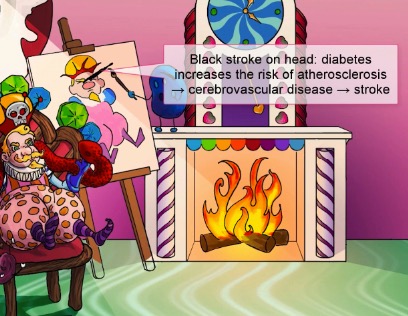 Black stroke on head: diabetes
increases the risk of atherosclerosis
→ cerebrovascular disease → stroke